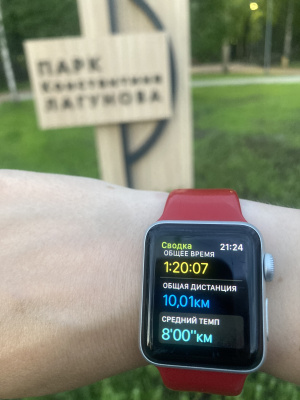 ПАРК
Константина
ЛАГУНОВА
Сводка 21:24
ОБЩЕЕ ВРЕМЯ
1:20:07
ОБЩАЯ ДИСТАНЦИЯ
10,01КМ
СРЕДНИЙ ТЕМП
8'00"КМ